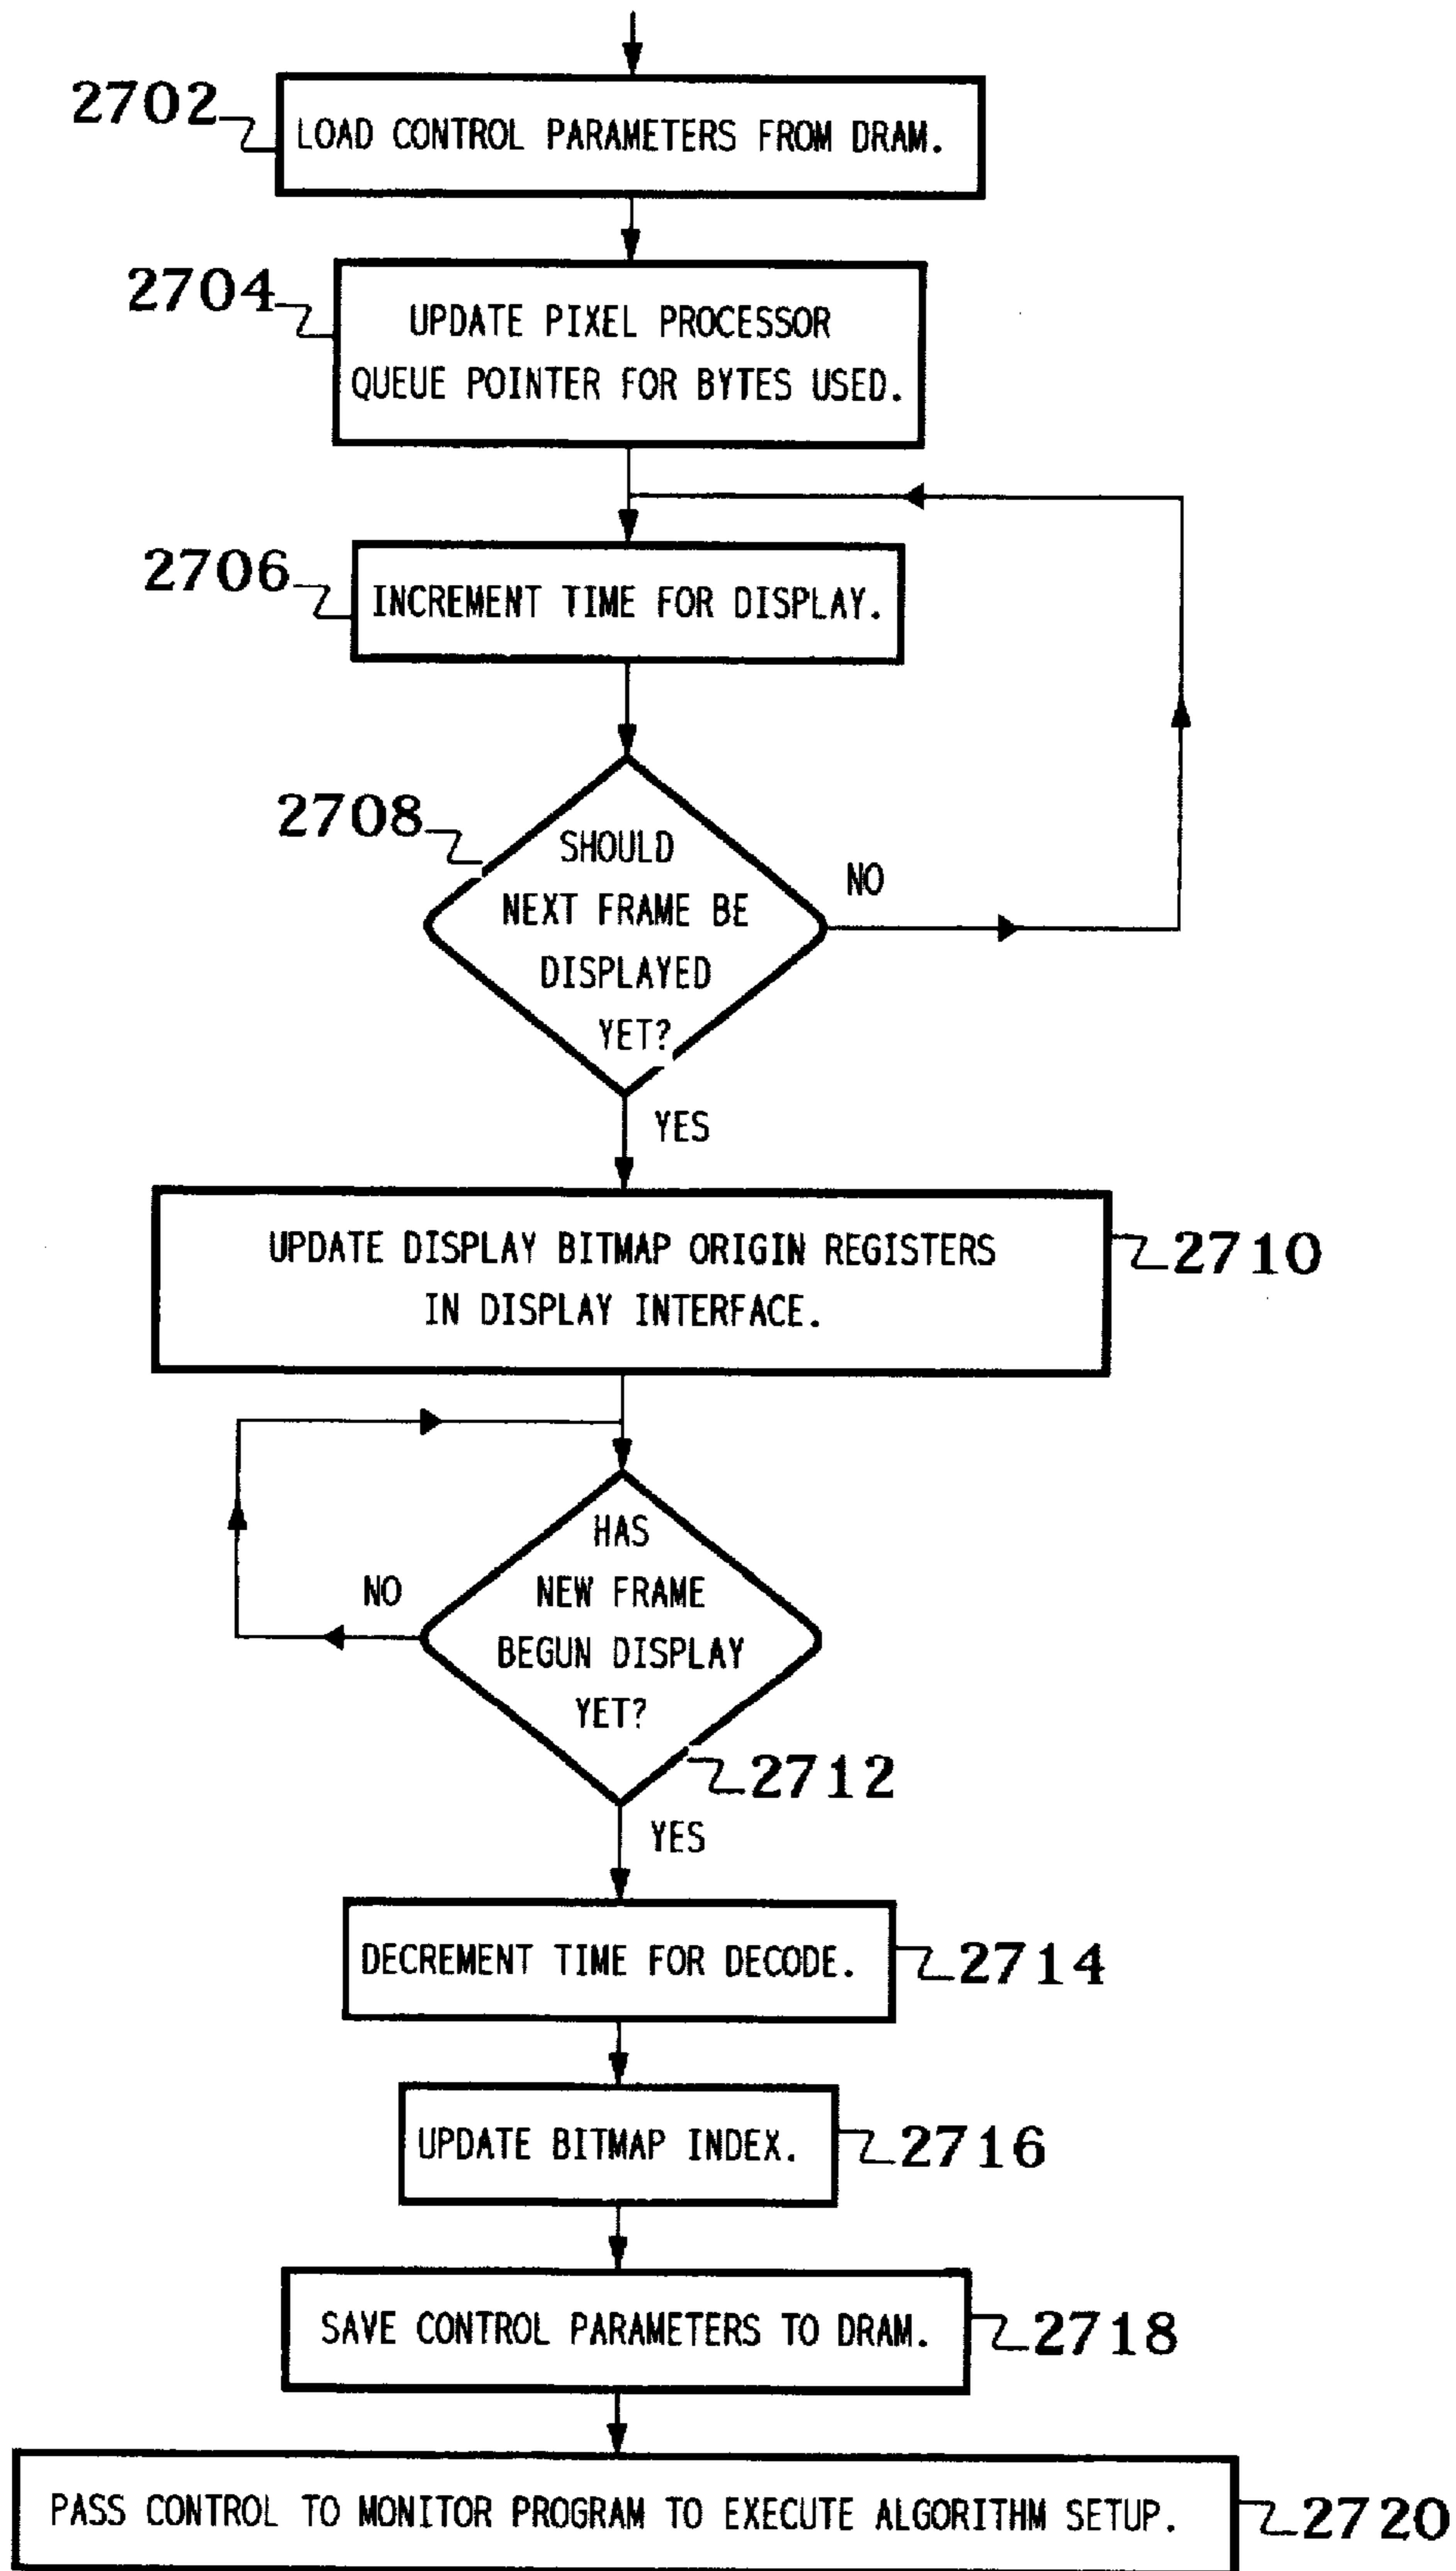 2702
LOAD CONTROL PARAMETERS FROM DRAM.
2704
UPDATE PIXEL PROCESSOR
QUEUE POINTER FOR BYTES USED.
2706
INCREMENT TIME FOR DISPLAY.
2708
SHOULD
NEXT FRAME BE
DISPLAYED
YET?
NO
YES
UPDATE DISPLAY BITMAP ORIGIN REGISTERS
IN DISPLAY INTERFACE.
2710
HAS
NEW FRAME
BEGUN DISPLAY
YET?
NO
2712
YES
DECREMENT TIME FOR DECODE.
2714
UPDATE BITMAP INDEX.
2716
SAVE CONTROL PARAMETERS TO DRAM.
2718
PASS CONTROL TO MONITOR PROGRAM TO EXECUTE ALGORITHM SETUP.
2720